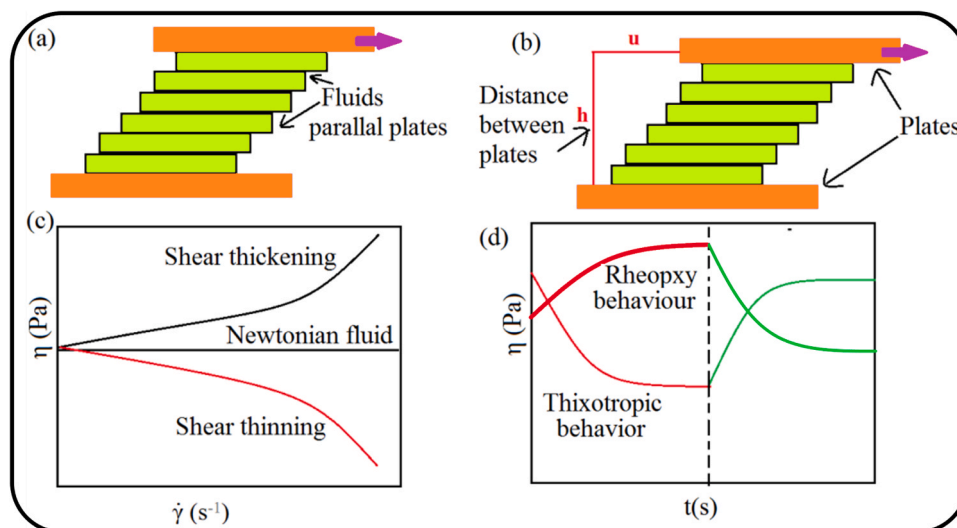 (a)
Fluids
parallal plates
(b)
u
h
Distance
between
plates
Plates
(c)
Shear thickening
Newtonian fluid
Shear thinning
η (Pa)
γ̇ (s⁻¹)
(d)
Rheopxy
behaviour
Thixotropic
behavior
η (Pa)
t(s)